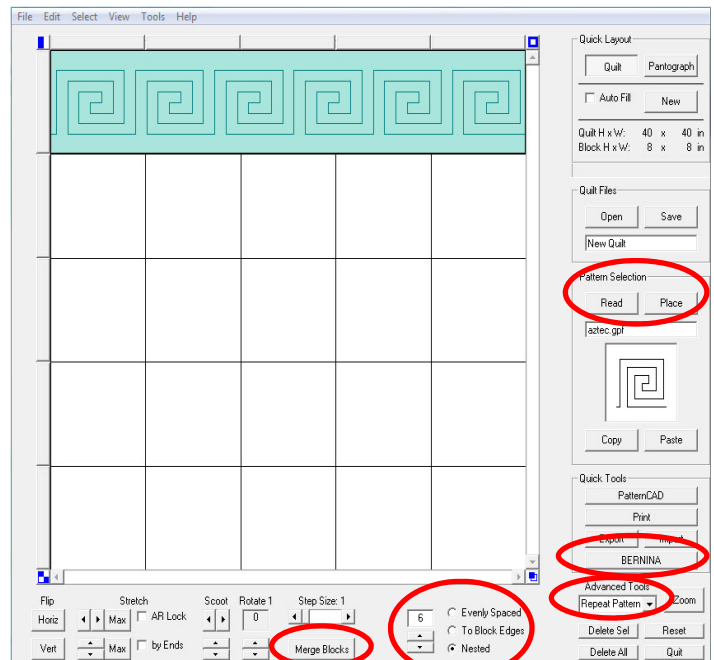 File Edit Select View Tools Help
Quick Layout
Quilt Pantograph
Auto Fill New
Quilt H x W: 40 x 40 in
Block H x W: 8 x 8 in
Quilt Files
Open Save
New Quilt
Pattern Selection
Read Place
aztec.gpf
Copy Paste
Quick Tools
PatternCAD
Print
Export Import
BERNINA
Advanced Tools
Repeat Pattern Zoom
Delete Sel Reset
Delete All Quit
Flip Stretch Scoot Rotate 1 Step Size: 1
Horiz Max AR Lock 0
Vert Max by Ends Merge Blocks
6 Evenly Spaced
To Block Edges
Nested